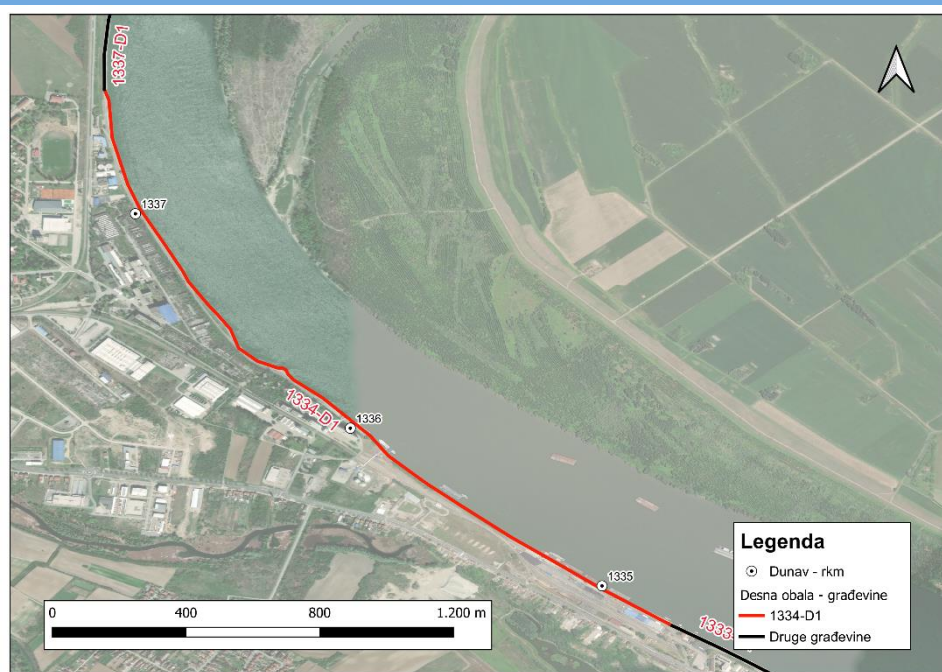 1337-D1
1337
1334-D1
1336
1335
1333
Legenda
Dunav - rkm
Desna obala - građevine
1334-D1
Druge građevine
0 400 800 1.200 m